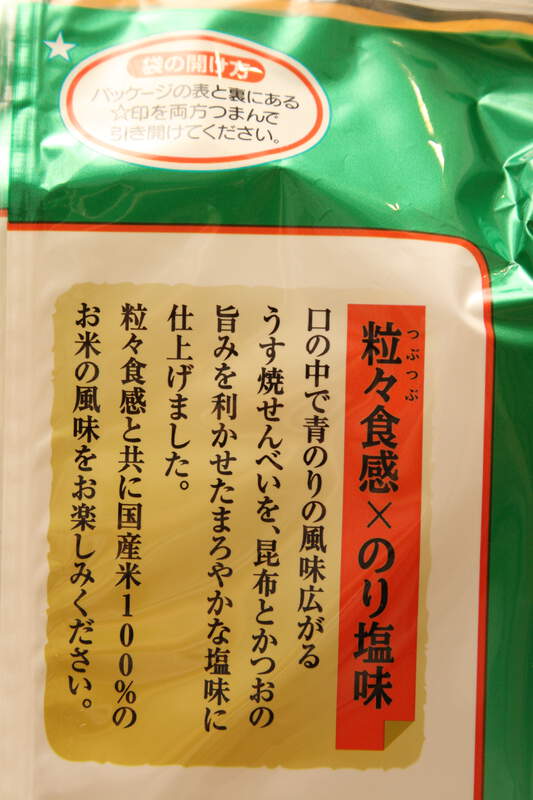 袋の開け方
パッケージの表と裏にある
☆印を両方つまんで
引き開けてください。
つぶつぶ
粒々食感×のり塩味
口の中で青のりの風味広がる
うす焼せんべいを、昆布とかつおの
旨みを利かせたまろやかな塩味に
仕上げました。
粒々食感と共に国産米100%の
お米の風味をお楽しみください。